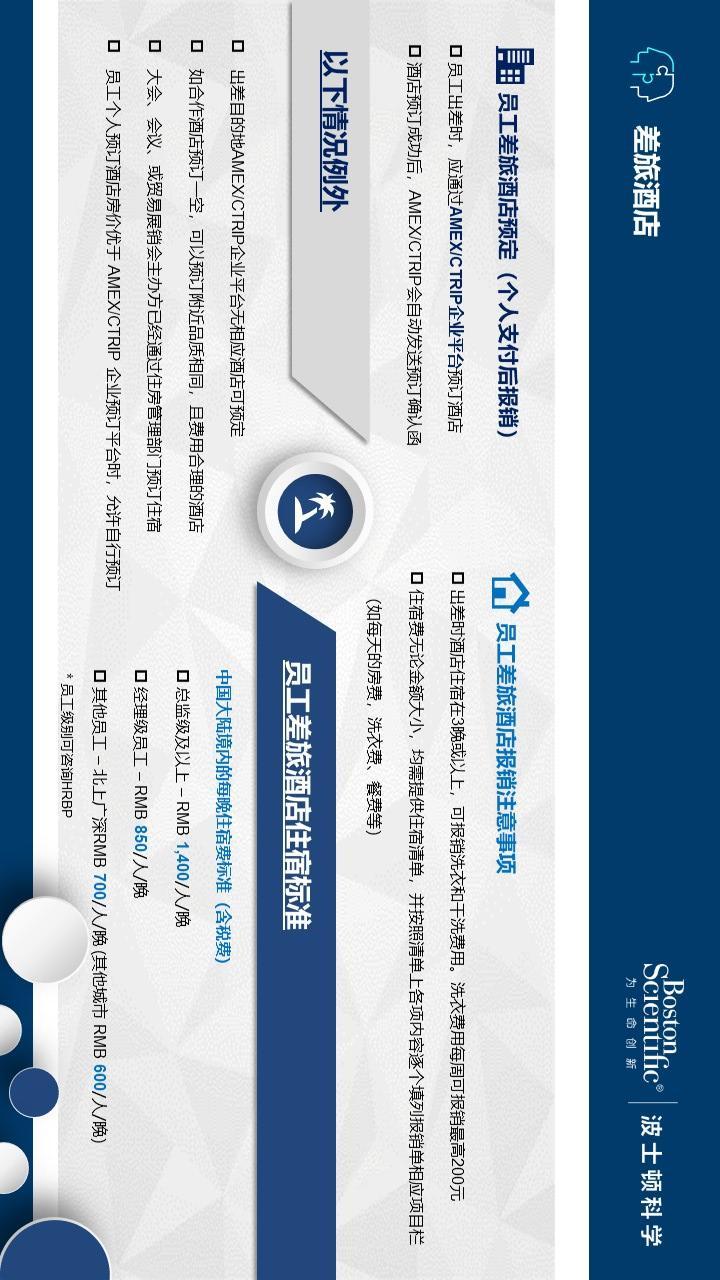 差旅酒店
Boston
Scientific®
为生命创新
波士顿科学
员工差旅酒店预定（个人支付后报销）
员工出差时，应通过AMEX/CTRIP企业平台预订酒店
酒店预订成功后，AMEX/CTRIP会自动发送预订确认函
以下情况例外
出差目的地AMEX/CTRIP企业平台无相应酒店可预定
如合作酒店预订一空，可以预订附近品质相同，且费用合理的酒店
大会、会议、或贸易展销会主办方已经通过住房管理部门预订住宿
员工个人预订酒店房价优于 AMEX/CTRIP 企业预订平台时，允许自行预订
员工差旅酒店报销注意事项
出差时酒店住宿在3晚或以上，可报销洗衣和干洗费用。洗衣费用每周可报销最高200元
住宿费无论金额大小，均需提供住宿清单，并按照清单上各项内容逐个填列报销单相应项目栏
(如每天的房费，洗衣费、餐费等)
员工差旅酒店住宿标准
中国大陆境内的每晚住宿费标准（含税费）
总监级及以上 – RMB 1,400/人/晚
经理级员工 – RMB 850/人/晚
其他员工 – 北上广深RMB 700/人/晚 (其他城市 RMB 600/人/晚)
* 员工级别可咨询HRBP